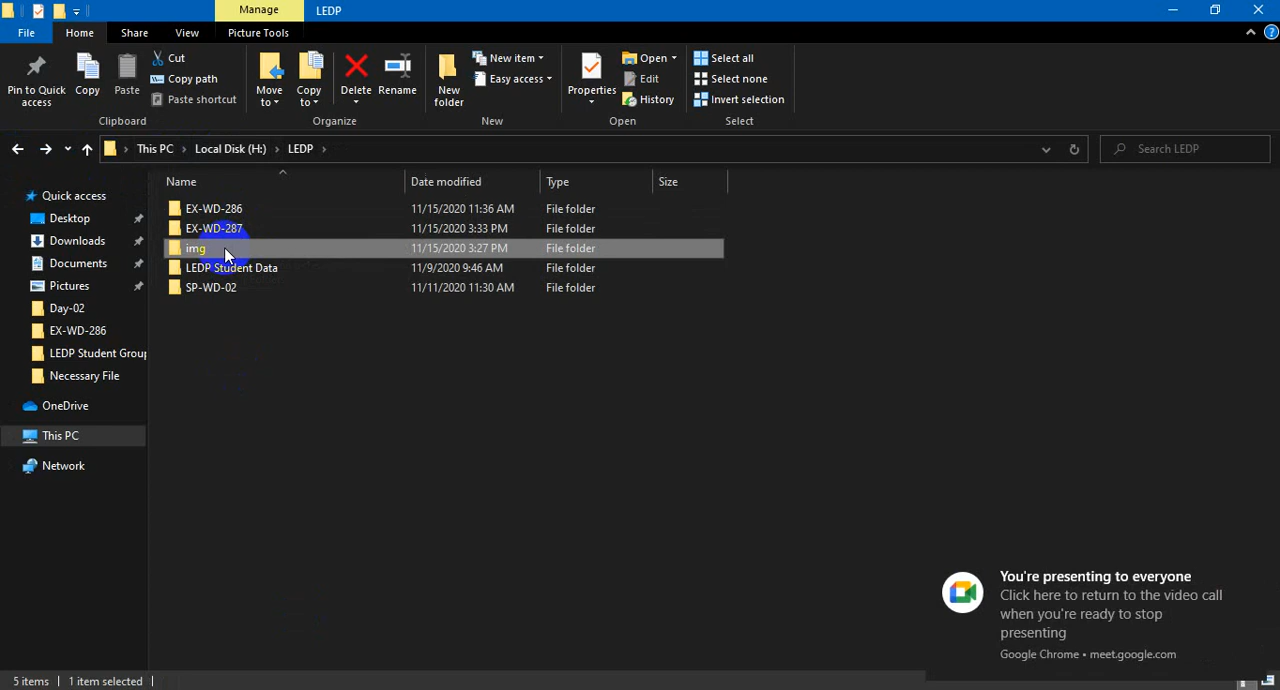 Manage
LEDP
File
Home
Share
View
Picture Tools
Pin to Quick access
Copy
Paste
Cut
Copy path
Paste shortcut
Clipboard
Move to
Copy to
Delete
Rename
Organize
New folder
New item
Easy access
New
Properties
Open
Edit
History
Open
Select all
Select none
Invert selection
Select
This PC
Local Disk (H:)
LEDP
Search LEDP
Name
Date modified
Type
Size
EX-WD-286 11/15/2020 11:36 AM File folder
EX-WD-287 11/15/2020 3:33 PM File folder
img 11/15/2020 3:27 PM File folder
LEDP Student Data 11/9/2020 9:46 AM File folder
SP-WD-02 11/11/2020 11:30 AM File folder
Quick access
Desktop
Downloads
Documents
Pictures
Day-02
EX-WD-286
LEDP Student Group
Necessary File
OneDrive
This PC
Network
You're presenting to everyone
Click here to return to the video call
when you're ready to stop
presenting
Google Chrome • meet.google.com
5 items
1 item selected